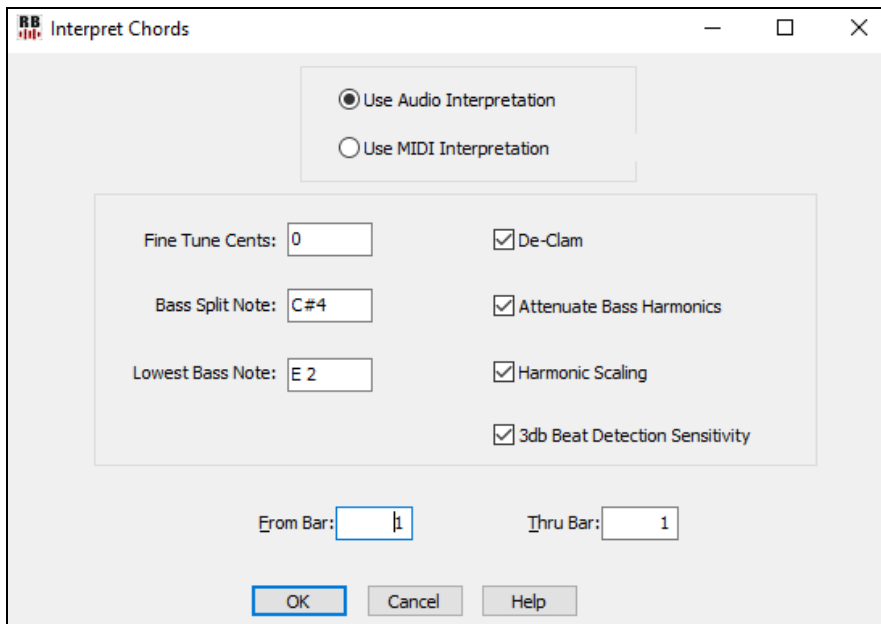 RB Interpret Chords
Use Audio Interpretation
Use MIDI Interpretation
Fine Tune Cents: 0
De-Clam
Bass Split Note: C#4
Attenuate Bass Harmonics
Lowest Bass Note: E 2
Harmonic Scaling
3db Beat Detection Sensitivity
From Bar: 1 Thru Bar: 1
OK Cancel Help